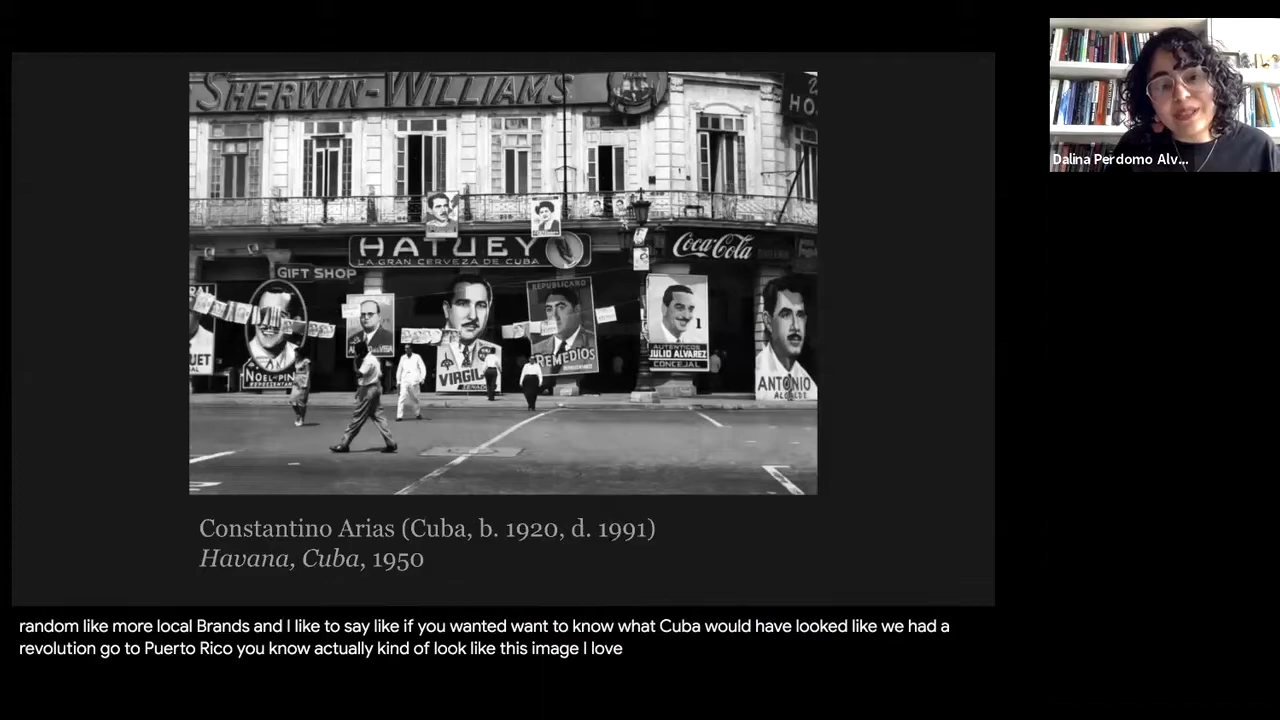 SHERWIN-WILLIAMS
HATUEY
LA GRAN CERVEZA DE CUBA
Coca-Cola
GIFT SHOP
REPUBLICANO
REMEDIOS
1
AUTENTICOS
JULIO ALVAREZ
CONCEJAL
NOEL
VIRGIL
ANTONIO
ALCALDE
Constantino Arias (Cuba, b. 1920, d. 1991)
Havana, Cuba, 1950
Dalina Perdomo Alv...
random like more local Brands and I like to say like if you wanted want to know what Cuba would have looked like we had a
revolution go to Puerto Rico you know actually kind of look like this image I love